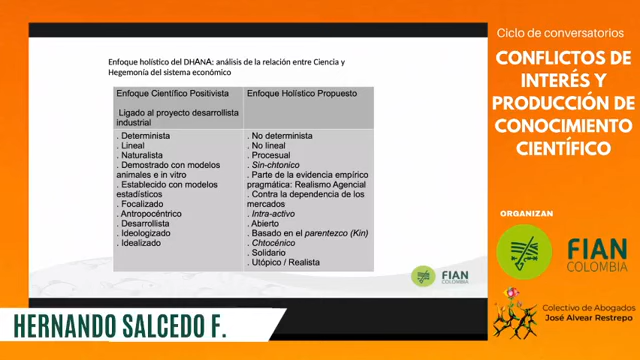 Enfoque holístico del DHANA: análisis de la relación entre Ciencia y
Hegemonía del sistema económico
Enfoque Científico Positivista
Ligado al proyecto desarrollista
industrial
Enfoque Holístico Propuesto
. Determinista
. Lineal
. Naturalista
. Demostrado con modelos
animales e in vitro
. Establecido con modelos
estadísticos
. Focalizado
. Antropocéntrico
. Desarrollista
. Ideologizado
. Idealizado
. No determinista
. No lineal
. Procesual
. Sin-chtonico
. Parte de la evidencia empírico
pragmática: Realismo Agencial
. Contra la dependencia de los
mercados
. Intra-activo
. Abierto
. Basado en el parentezco (Kin)
. Chtocénico
. Solidario
. Utópico / Realista
FIAN
COLOMBIA
HERNANDO SALCEDO F.
Ciclo de conversatorios
CONFLICTOS DE
INTERÉS Y
PRODUCCIÓN DE
CONOCIMIENTO
CIENTÍFICO
ORGANIZAN
FIAN
COLOMBIA
Colectivo de Abogados
José Alvear Restrepo